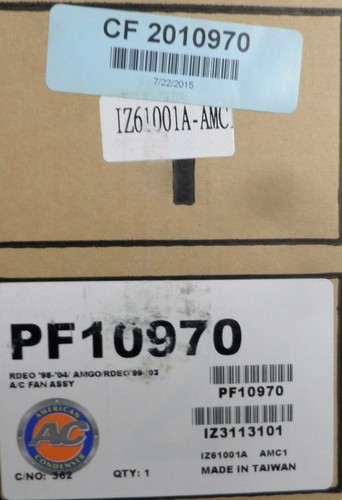 CF 2010970
7/22/2015
IZ61001A-AMC1
PF10970
RDEO '98-'04/ AMGO/RDEO'99-'03
A/C FAN ASSY
PF10970
IZ3113101
AMERICAN
AC
CONDENSER
IZ61001A AMC1
C/NO: 362
QTY: 1
MADE IN TAIWAN